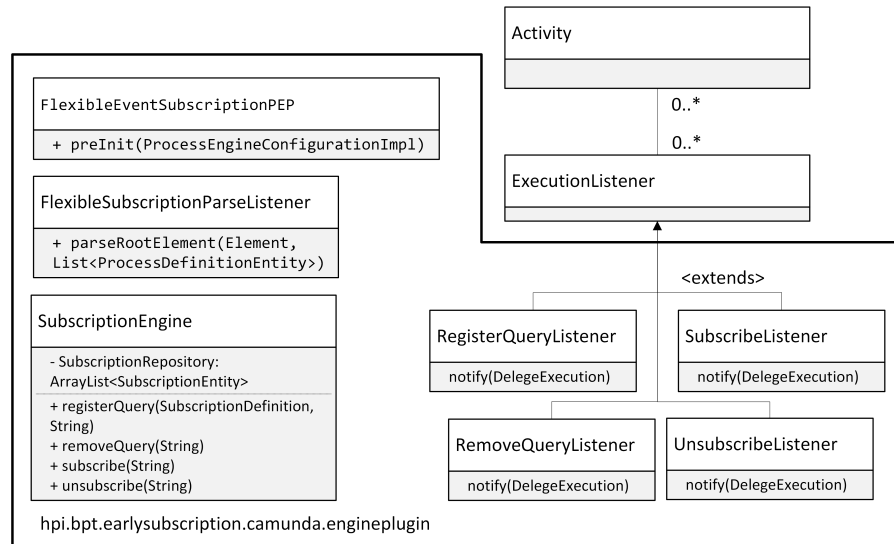 Activity
0..*
0..*
ExecutionListener
FlexibleEventSubscriptionPEP
+ preInit(ProcessEngineConfigurationImpl)
FlexibleSubscriptionParseListener
+ parseRootElement(Element,
List<ProcessDefinitionEntity>)
SubscriptionEngine
- SubscriptionRepository:
ArrayList<SubscriptionEntity>
+ registerQuery(SubscriptionDefinition,
String)
+ removeQuery(String)
+ subscribe(String)
+ unsubscribe(String)
<extends>
RegisterQueryListener
notify(DelegeExecution)
SubscribeListener
notify(DelegeExecution)
RemoveQueryListener
notify(DelegeExecution)
UnsubscribeListener
notify(DelegeExecution)
hpi.bpt.earlysubscription.camunda.engineplugin